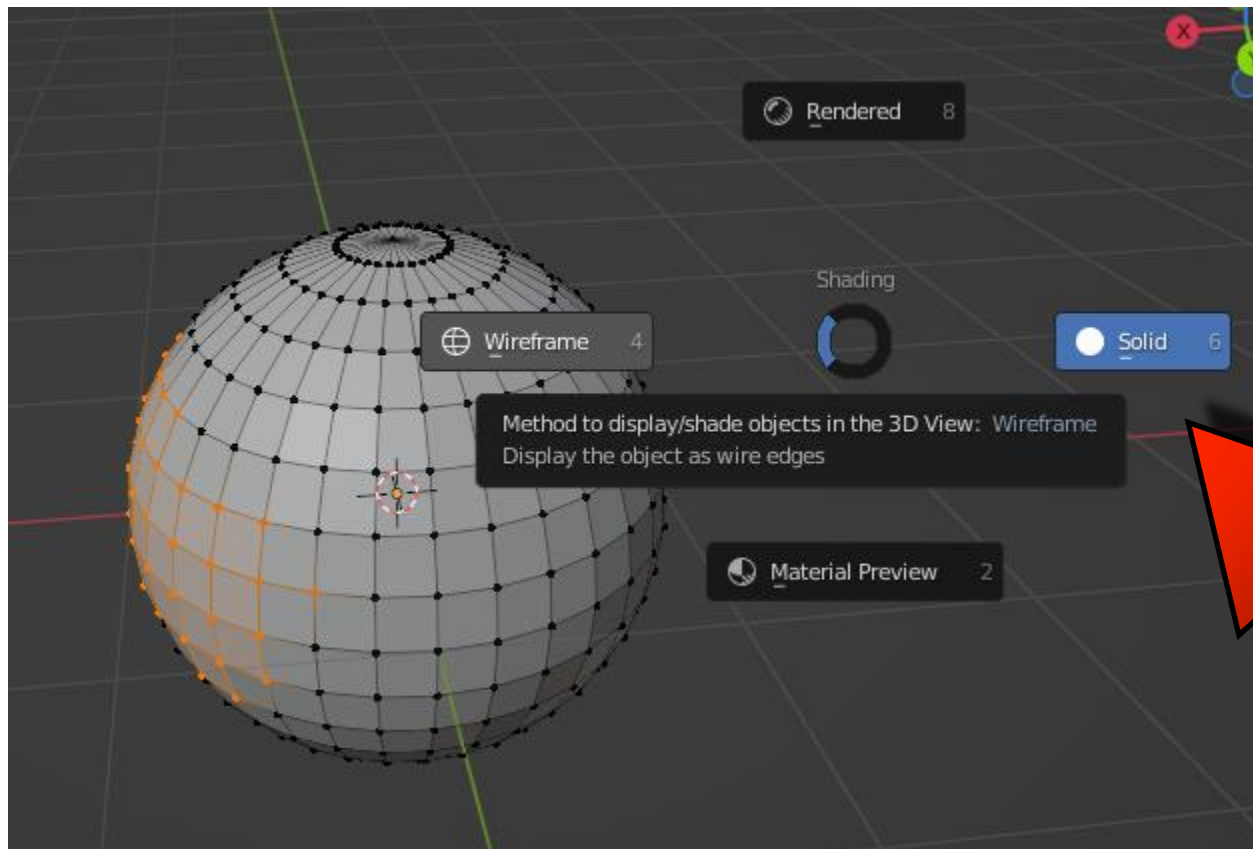 X
Rendered 8
Shading
Wireframe 4
Solid 6
Method to display/shade objects in the 3D View: Wireframe
Display the object as wire edges
Material Preview 2